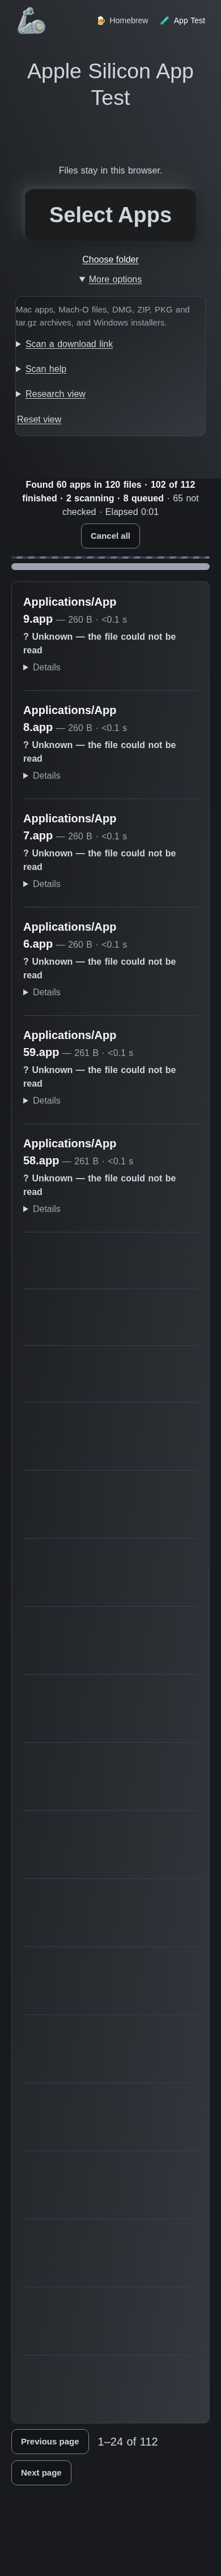 🍺 Homebrew 🧪 App Test
Apple Silicon App
Test
Files stay in this browser.
Select Apps
Choose folder
▼ More options
Mac apps, Mach-O files, DMG, ZIP, PKG and
tar.gz archives, and Windows installers.
▶ Scan a download link
▶ Scan help
▶ Research view
Reset view
Found 60 apps in 120 files · 102 of 112
finished · 2 scanning · 8 queued · 65 not
checked · Elapsed 0:01
Cancel all
Applications/App
9.app — 260 B · <0.1 s
? Unknown — the file could not be
read
▶ Details
Applications/App
8.app — 260 B · <0.1 s
? Unknown — the file could not be
read
▶ Details
Applications/App
7.app — 260 B · <0.1 s
? Unknown — the file could not be
read
▶ Details
Applications/App
6.app — 260 B · <0.1 s
? Unknown — the file could not be
read
▶ Details
Applications/App
59.app — 261 B · <0.1 s
? Unknown — the file could not be
read
▶ Details
Applications/App
58.app — 261 B · <0.1 s
? Unknown — the file could not be
read
▶ Details
Previous page 1–24 of 112
Next page